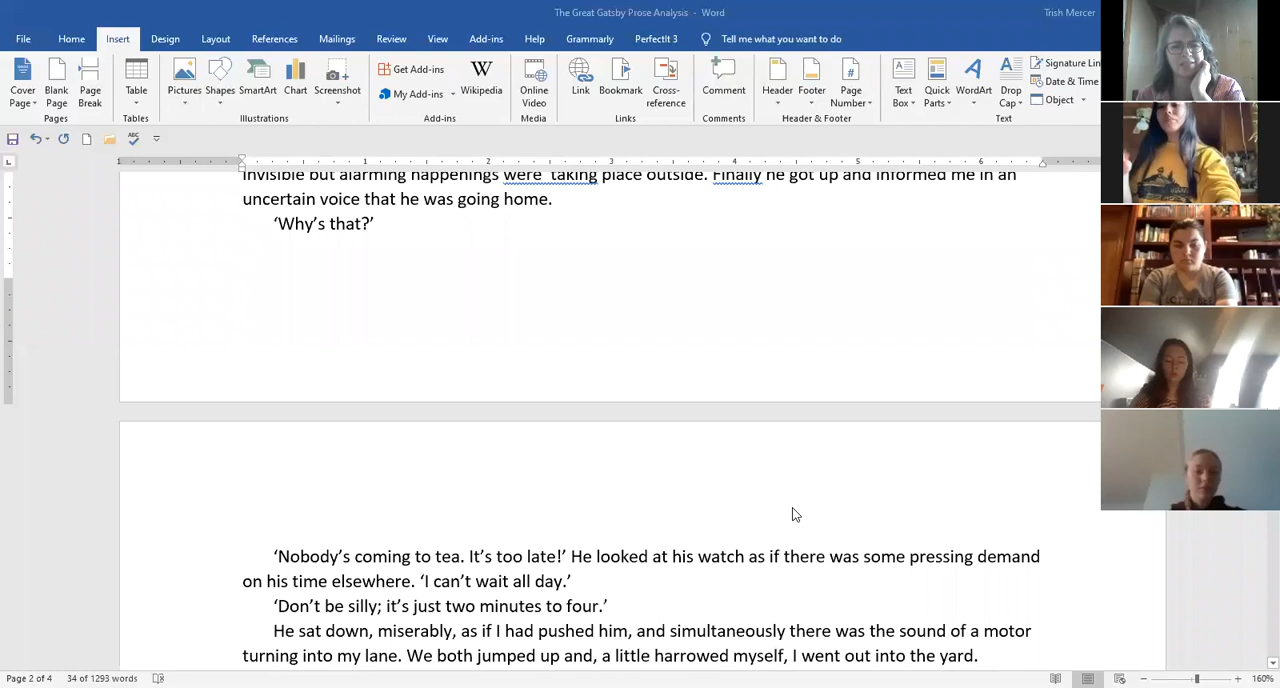 The Great Gatsby Prose Analysis - Word
Trish Mercer
File Home Insert Design Layout References Mailings Review View Add-ins Help Grammarly PerfectIt 3 Tell me what you want to do
Cover Page
Blank Page
Page Break
Pages
Table
Tables
Pictures
Shapes
SmartArt
Chart
Screenshot
Illustrations
Get Add-ins
My Add-ins
Wikipedia
Add-ins
Online Video
Media
Link
Bookmark
Cross-reference
Links
Comment
Comments
Header
Footer
Page Number
Header & Footer
Text Box
Quick Parts
WordArt
Drop Cap
Signature Lin
Date & Time
Object
Text
ABC
1 1 2 3 4 5 6
invisible but alarming happenings were taking place outside. Finally he got up and informed me in an
uncertain voice that he was going home.
‘Why’s that?’
‘Nobody’s coming to tea. It’s too late!’ He looked at his watch as if there was some pressing demand
on his time elsewhere. ‘I can’t wait all day.’
‘Don’t be silly; it’s just two minutes to four.’
He sat down, miserably, as if I had pushed him, and simultaneously there was the sound of a motor
turning into my lane. We both jumped up and, a little harrowed myself, I went out into the yard.
Page 2 of 4 34 of 1293 words
160%